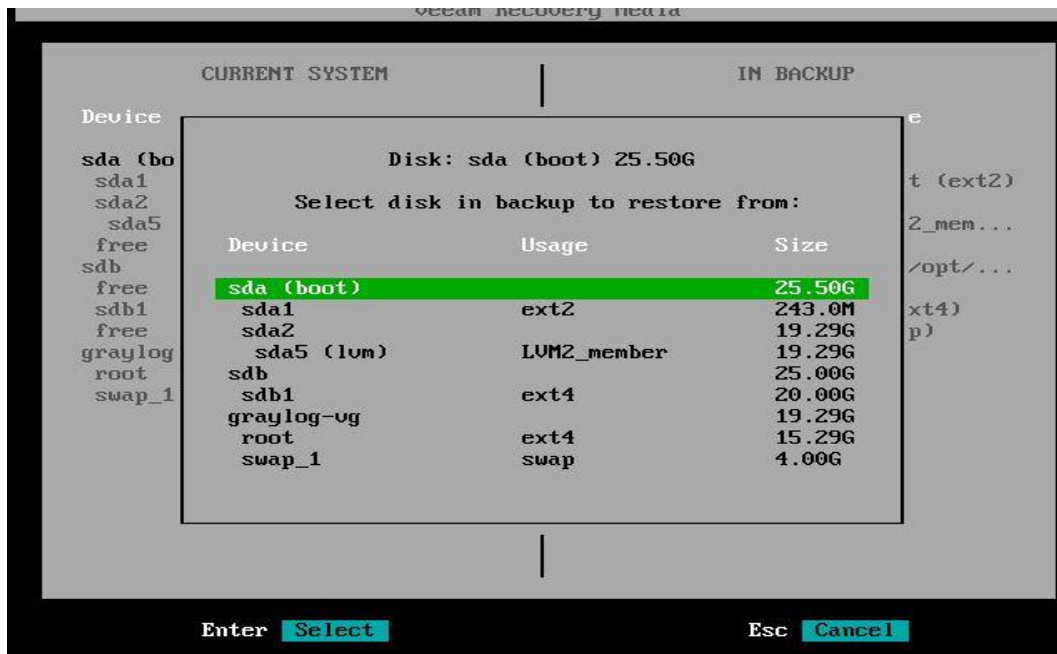 Veeam Recovery Media
CURRENT SYSTEM IN BACKUP
Device e
sda (bo Disk: sda (boot) 25.50G
sda1 t (ext2)
sda2 Select disk in backup to restore from:
sda5 2_mem...
free Device Usage Size
sdb /opt/...
free sda (boot) 25.50G
sdb1 sda1 ext2 243.0M xt4)
free sda2 19.29G p)
graylog sda5 (lvm) LVM2_member 19.29G
root sdb 25.00G
swap_1 sdb1 ext4 20.00G
graylog-vg 19.29G
root ext4 15.29G
swap_1 swap 4.00G
Enter Select Esc Cancel